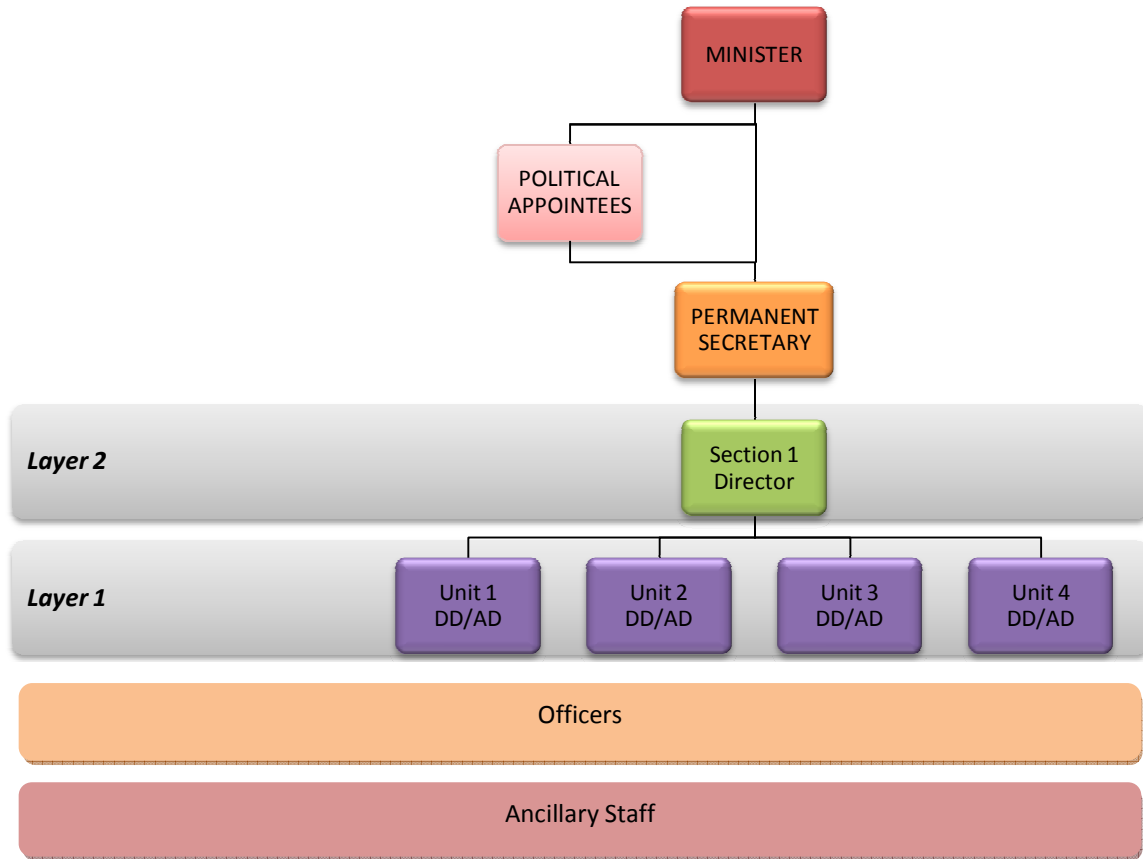 MINISTER
POLITICAL
APPOINTEES
PERMANENT
SECRETARY
Layer 2
Section 1
Director
Layer 1
Unit 1
DD/AD
Unit 2
DD/AD
Unit 3
DD/AD
Unit 4
DD/AD
Officers
Ancillary Staff